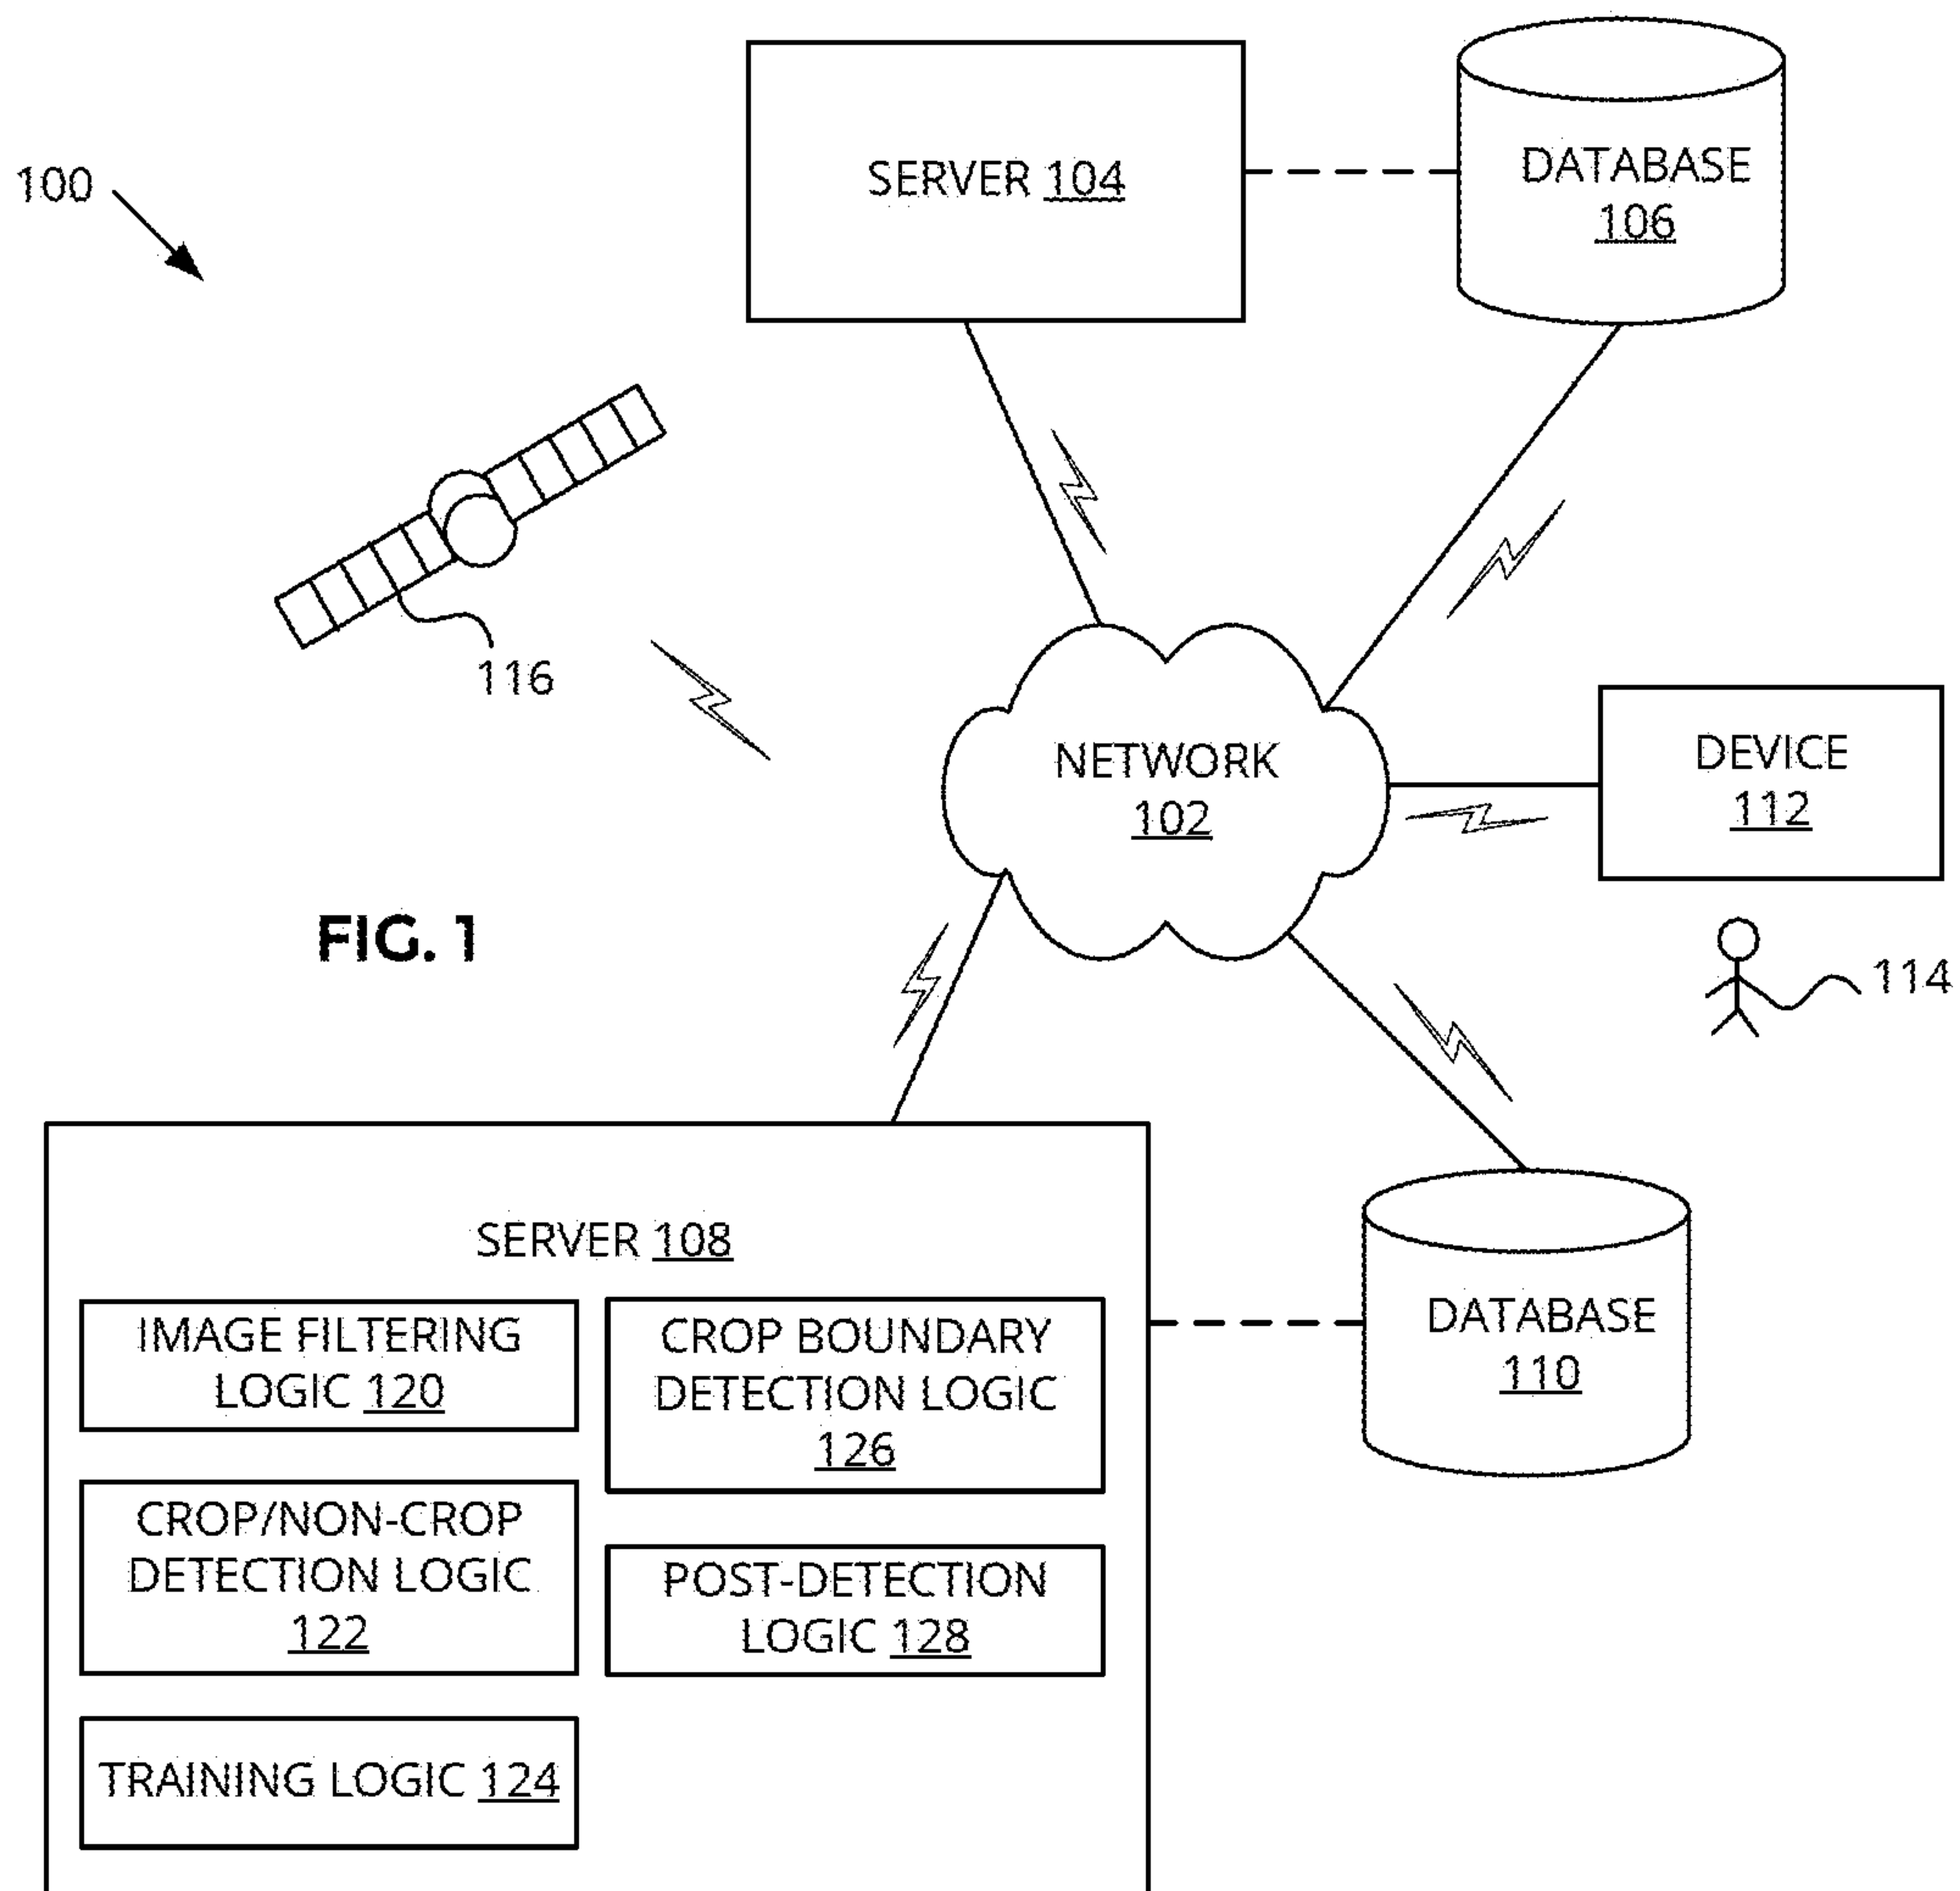 100
SERVER 104
DATABASE
106
116
NETWORK
102
DEVICE
112
FIG. 1
114
SERVER 108
IMAGE FILTERING
LOGIC 120
CROP/NON-CROP
DETECTION LOGIC
122
TRAINING LOGIC 124
CROP BOUNDARY
DETECTION LOGIC
126
POST-DETECTION
LOGIC 128
DATABASE
110